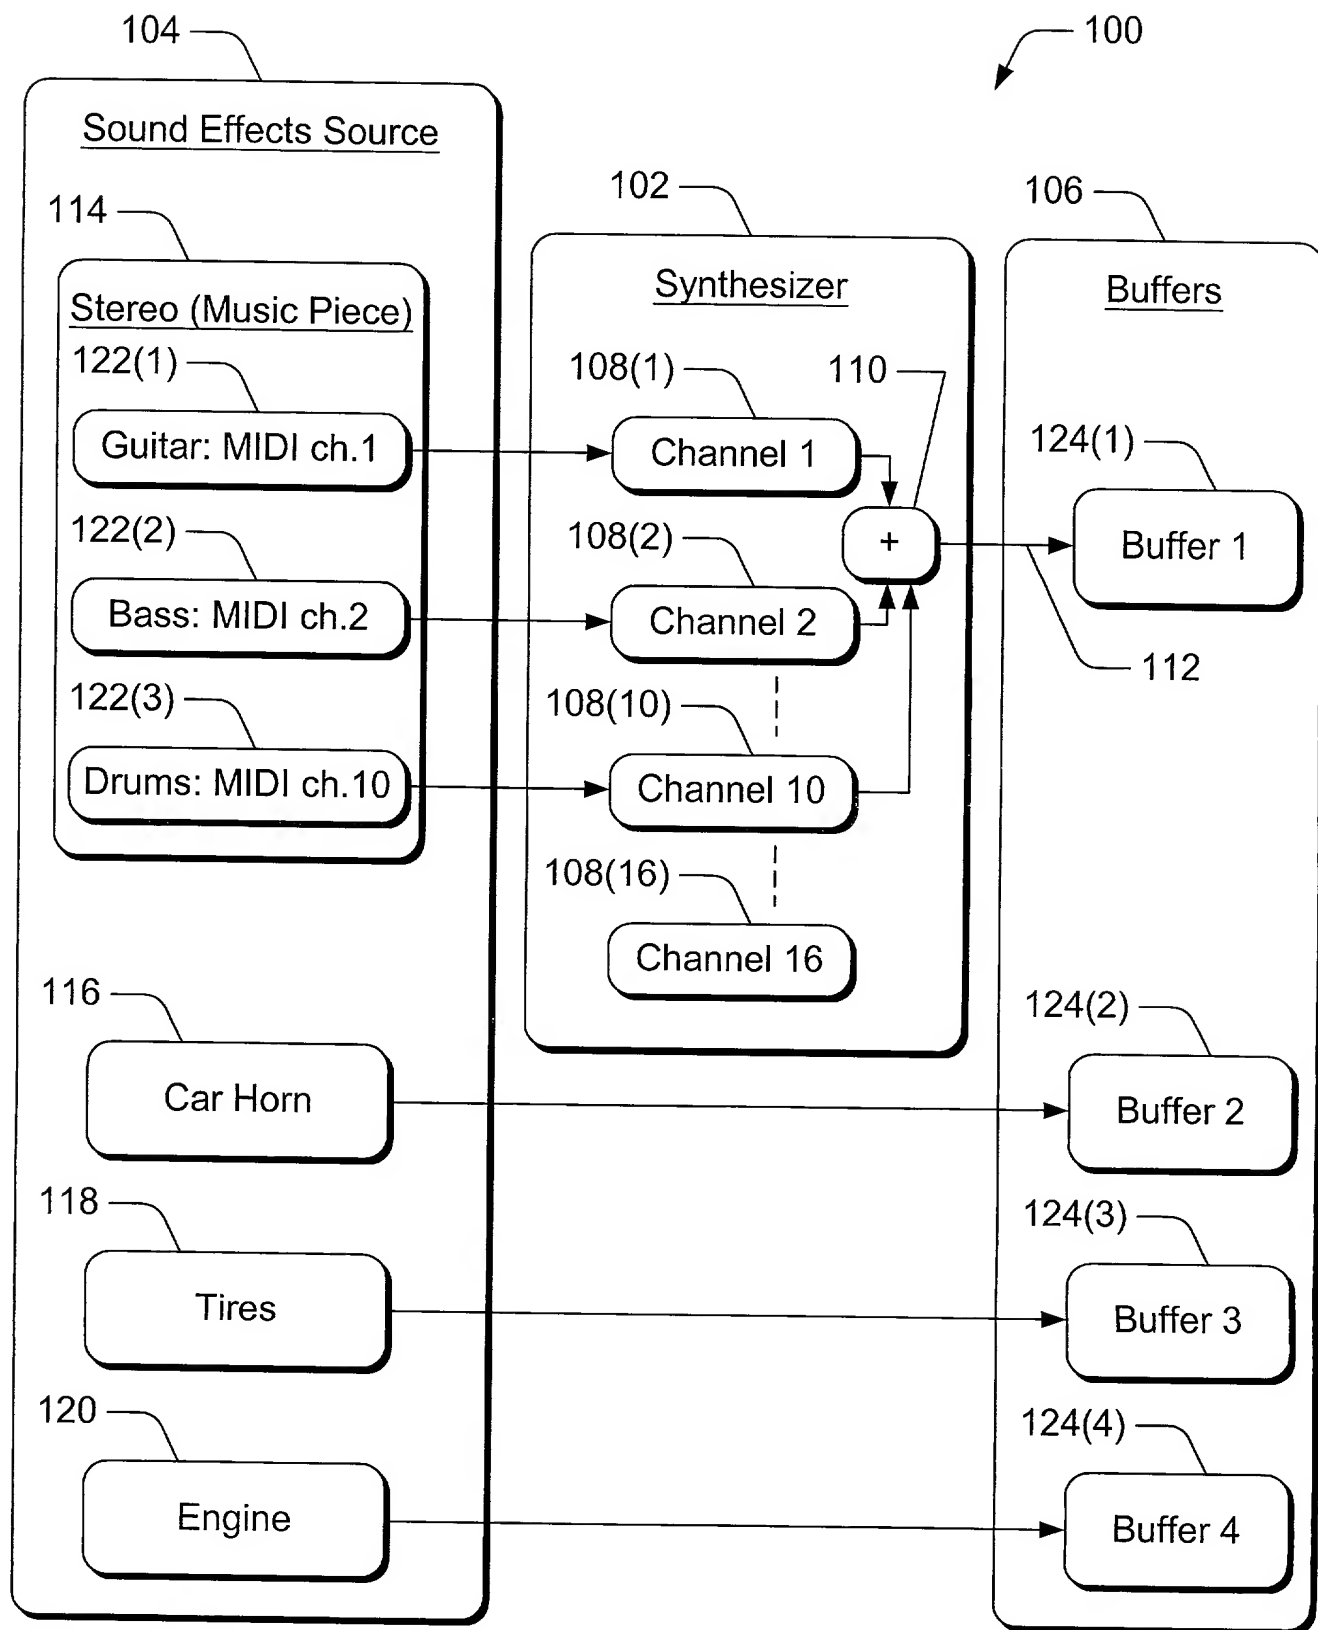 104
100
Sound Effects Source
114
102
106
Stereo (Music Piece)
Synthesizer
Buffers
122(1)
108(1)
110
Guitar: MIDI ch.1
Channel 1
124(1)
122(2)
108(2)
+
Buffer 1
Bass: MIDI ch.2
Channel 2
112
122(3)
108(10)
Drums: MIDI ch.10
Channel 10
108(16)
Channel 16
116
124(2)
Car Horn
Buffer 2
118
124(3)
Tires
Buffer 3
120
124(4)
Engine
Buffer 4